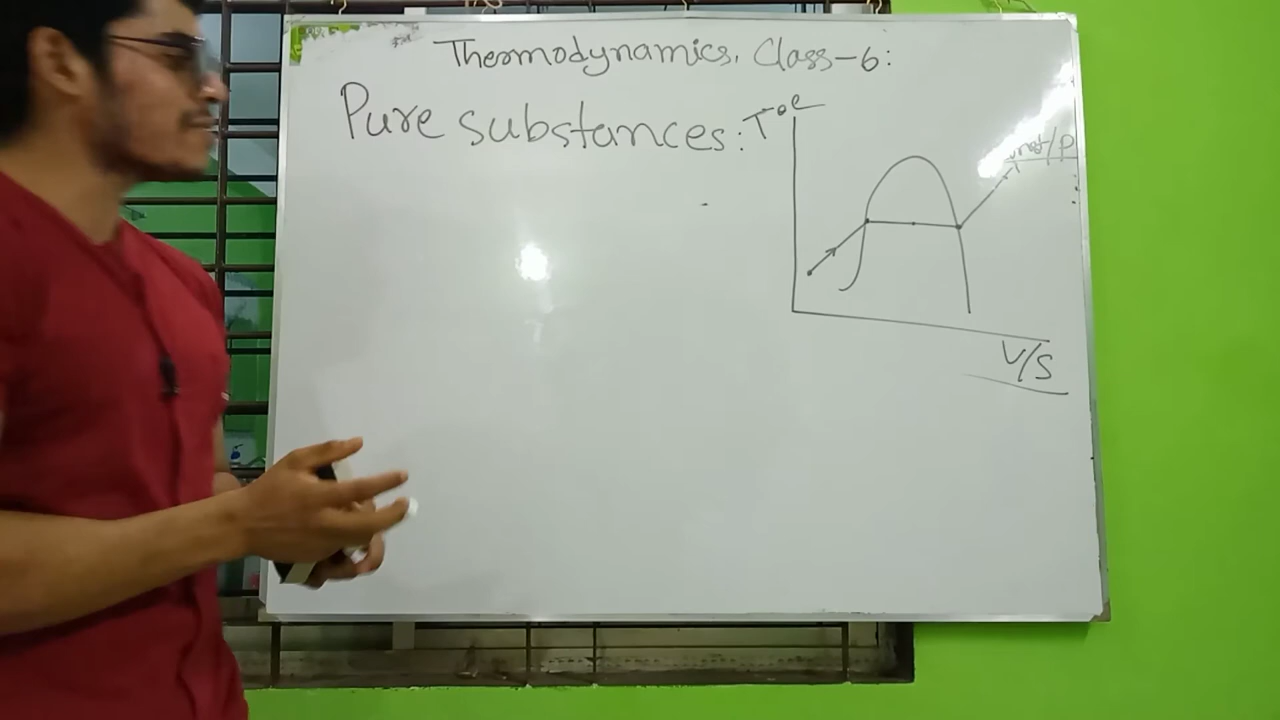 Thermodynamics, Class-6:
Pure substances:
T°C
/P
V/S